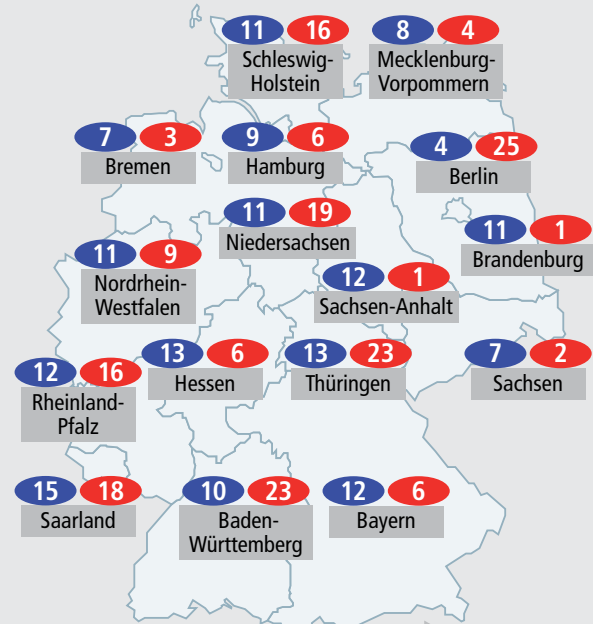 11 16
Schleswig-
Holstein
8 4
Mecklenburg-
Vorpommern
7 3
Bremen
9 6
Hamburg
4 25
Berlin
11 19
Niedersachsen
11 1
Brandenburg
11 9
Nordrhein-
Westfalen
12 1
Sachsen-Anhalt
12 16
Rheinland-
Pfalz
13 6
Hessen
13 23
Thüringen
7 2
Sachsen
15 18
Saarland
10 23
Baden-
Württemberg
12 6
Bayern